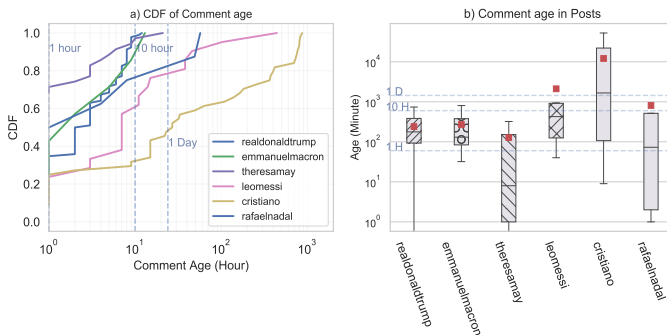 a) CDF of Comment age
b) Comment age in Posts
CDF
1.0
0.8
0.6
0.4
0.2
0.0
1 hour
10 hour
1 Day
realdonaldtrump
emmanuelmacron
theresamay
leomessi
cristiano
rafaelnadal
10^0
10^1
10^2
10^3
Comment Age (Hour)
Age (Minute)
10^4
10^3
10^2
10^1
10^0
1 D
10 H
1 H
realdonaldtrump
emmanuelmacron
theresamay
leomessi
cristiano
rafaelnadal